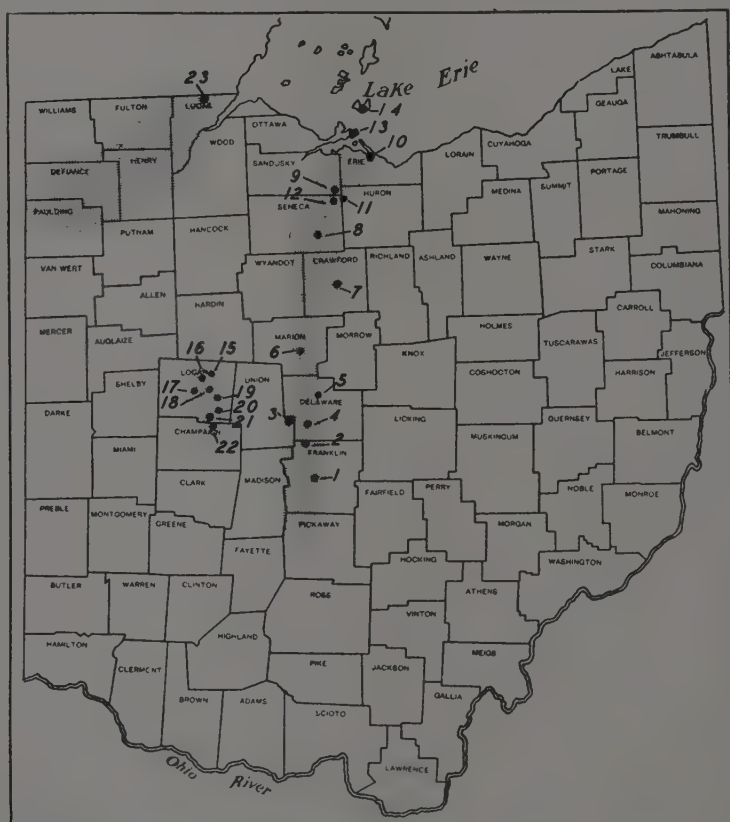 Lake Erie
23
14
13
10
9
12
11
8
7
6
5
16
15
17
18
19
20
21
22
3
4
2
1
ASHTABULA
LAKE
GEAUGA
WILLIAMS
FULTON
LUCAS
OTTAWA
WOOD
SANDUSKY
ERIE
LORAIN
CUYAHOGA
TRUMBULL
DEFIANCE
HENRY
SENECA
HURON
MEDINA
SUMMIT
PORTAGE
MAHONING
PAULDING
PUTNAM
HANCOCK
WYANDOT
CRAWFORD
RICHLAND
ASHLAND
WAYNE
STARK
COLUMBIANA
VAN WERT
ALLEN
HARDIN
MARION
MORROW
HOLMES
CARROLL
TUSCARAWAS
JEFFERSON
MERCER
AUGLAIZE
LOGAN
UNION
KNOX
COSHOCTON
HARRISON
SHELBY
DELAWARE
LICKING
GUERNSEY
BELMONT
DARKE
CHAMPAIGN
FRANKLIN
MUSKINGUM
MIAMI
CLARK
MADISON
NOBLE
MONROE
PREBLE
MONTGOMERY
GREENE
PICKAWAY
FAIRFIELD
PERRY
MORGAN
WASHINGTON
FAYETTE
HOCKING
BUTLER
WARREN
CLINTON
ROSS
ATHENS
VINTON
HAMILTON
HIGHLAND
MEIGS
CLERMONT
PIKE
JACKSON
GALLIA
BROWN
ADAMS
SCIOTO
LAWRENCE
Ohio River